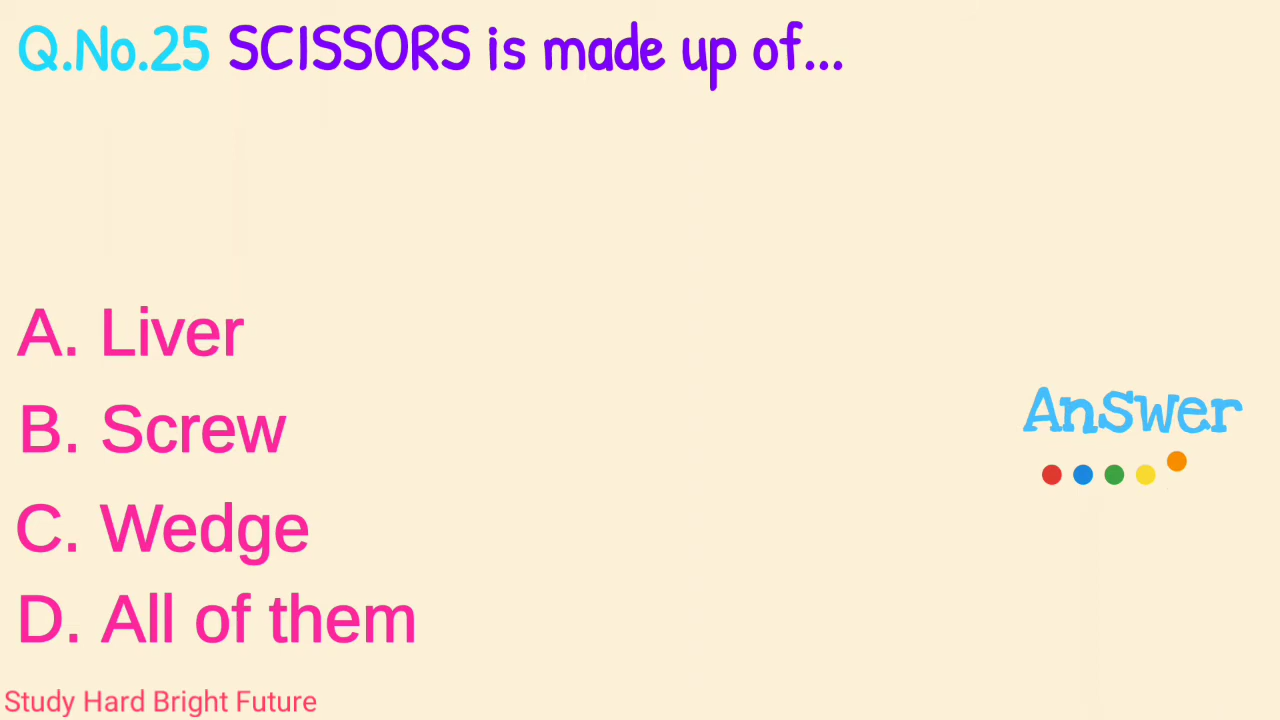 Q.No.25 SCISSORS is made up of...
A. Liver
B. Screw
Answer
C. Wedge
D. All of them
Study Hard Bright Future